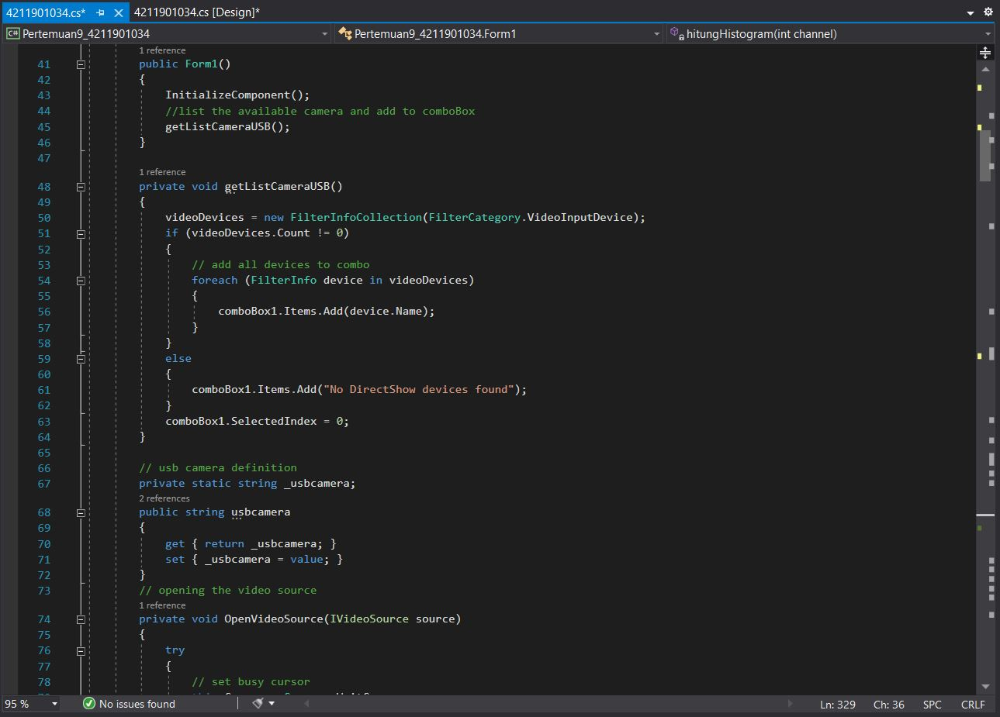 4211901034.cs* 4211901034.cs [Design]*
C# Pertemuan9_4211901034 Pertemuan9_4211901034.Form1 hitungHistogram(int channel)
1 reference
41 public Form1()
42 {
43 InitializeComponent();
44 //list the available camera and add to comboBox
45 getListCameraUSB();
46 }
47
1 reference
48 private void getListCameraUSB()
49 {
50 videoDevices = new FilterInfoCollection(FilterCategory.VideoInputDevice);
51 if (videoDevices.Count != 0)
52 {
53 // add all devices to combo
54 foreach (FilterInfo device in videoDevices)
55 {
56 comboBox1.Items.Add(device.Name);
57 }
58 }
59 else
60 {
61 comboBox1.Items.Add("No DirectShow devices found");
62 }
63 comboBox1.SelectedIndex = 0;
64 }
65
66 // usb camera definition
67 private static string _usbcamera;
2 references
68 public string usbcamera
69 {
70 get { return _usbcamera; }
71 set { _usbcamera = value; }
72 }
73 // opening the video source
1 reference
74 private void OpenVideoSource(IVideoSource source)
75 {
76 try
77 {
78 // set busy cursor
95 % No issues found Ln: 329 Ch: 36 SPC CRLF